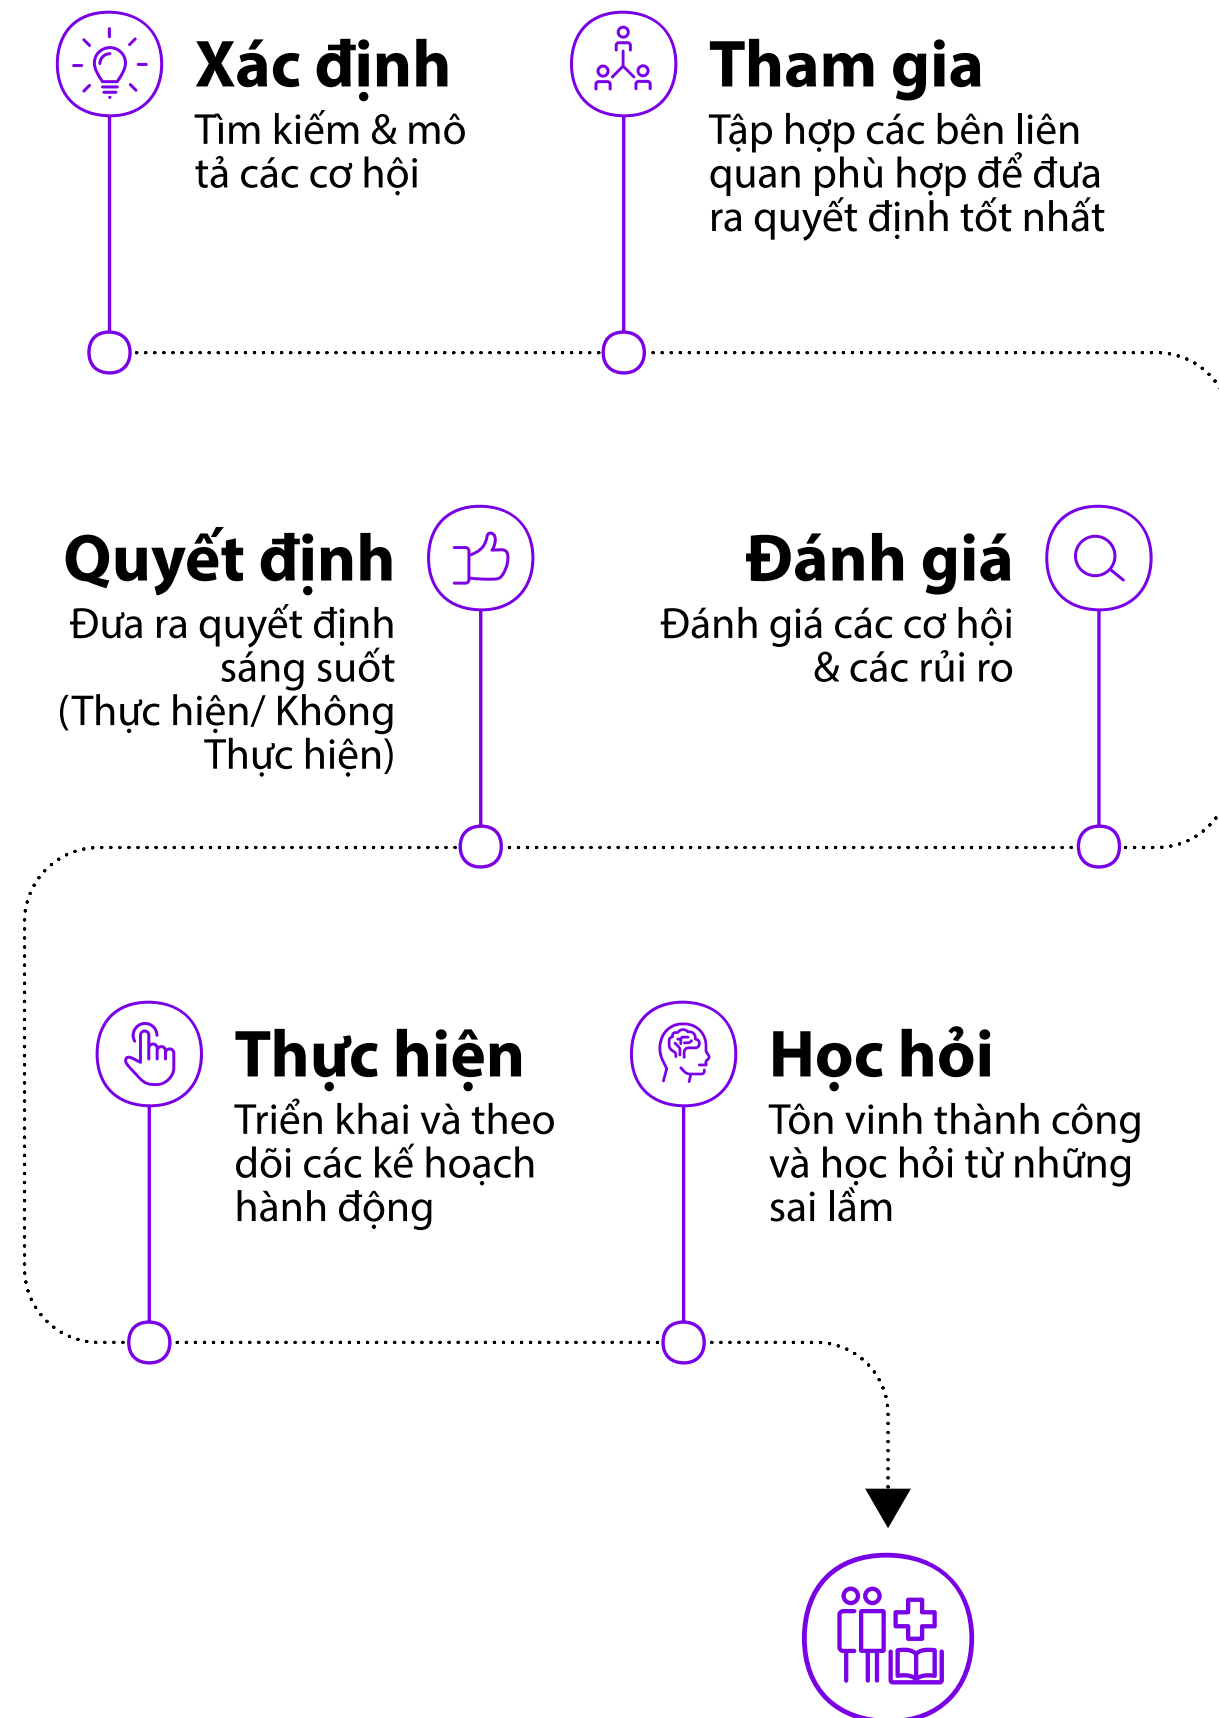 Xác định
Tìm kiếm & mô
tả các cơ hội
Tham gia
Tập hợp các bên liên
quan phù hợp để đưa
ra quyết định tốt nhất
Đánh giá
Đánh giá các cơ hội
& các rủi ro
Quyết định
Đưa ra quyết định
sáng suốt
(Thực hiện/ Không
Thực hiện)
Thực hiện
Triển khai và theo
dõi các kế hoạch
hành động
Học hỏi
Tôn vinh thành công
và học hỏi từ những
sai lầm